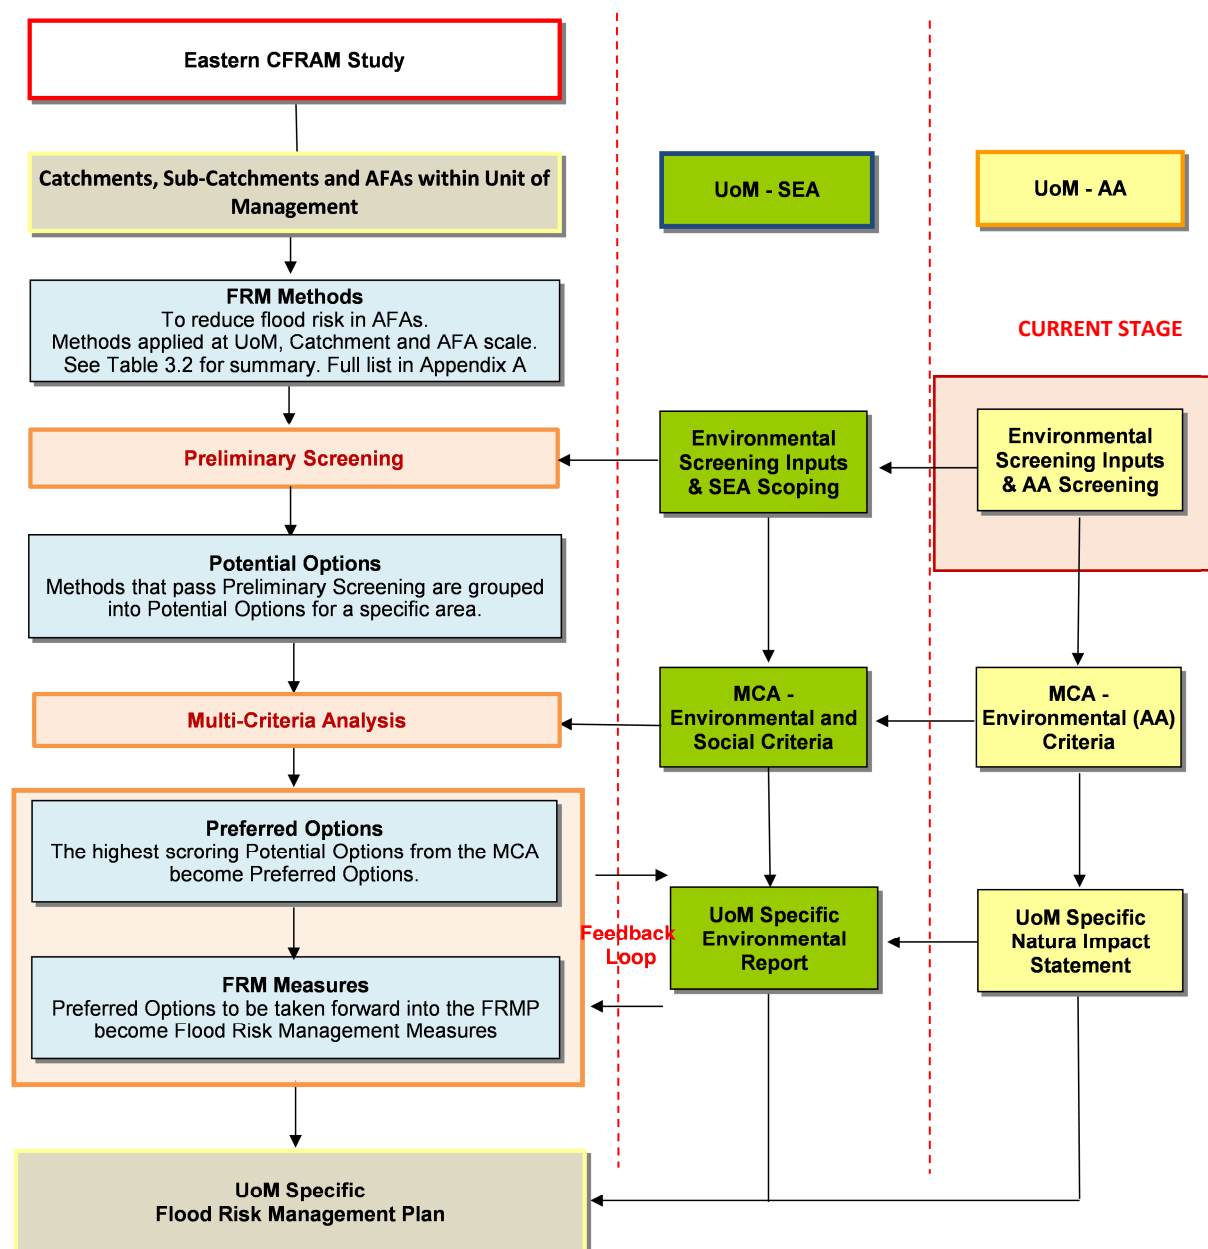 Eastern CFRAM Study
Catchments, Sub-Catchments and AFAs within Unit of
Management
UoM - SEA
UoM - AA
FRM Methods
To reduce flood risk in AFAs.
Methods applied at UoM, Catchment and AFA scale.
See Table 3.2 for summary. Full list in Appendix A
CURRENT STAGE
Preliminary Screening
Environmental
Screening Inputs
& SEA Scoping
Environmental
Screening Inputs
& AA Screening
Potential Options
Methods that pass Preliminary Screening are grouped
into Potential Options for a specific area.
Multi-Criteria Analysis
MCA -
Environmental and
Social Criteria
MCA -
Environmental (AA)
Criteria
Preferred Options
The highest scroring Potential Options from the MCA
become Preferred Options.
Feedback
Loop
UoM Specific
Environmental
Report
UoM Specific
Natura Impact
Statement
FRM Measures
Preferred Options to be taken forward into the FRMP
become Flood Risk Management Measures
UoM Specific
Flood Risk Management Plan